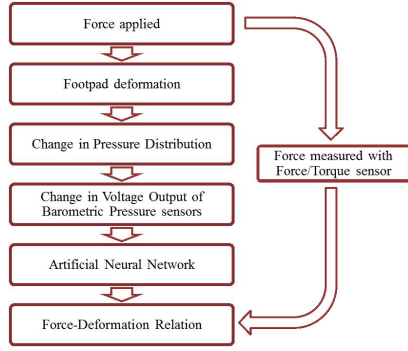 Force applied
Footpad deformation
Change in Pressure Distribution
Change in Voltage Output of
Barometric Pressure sensors
Artificial Neural Network
Force-Deformation Relation
Force measured with
Force/Torque sensor